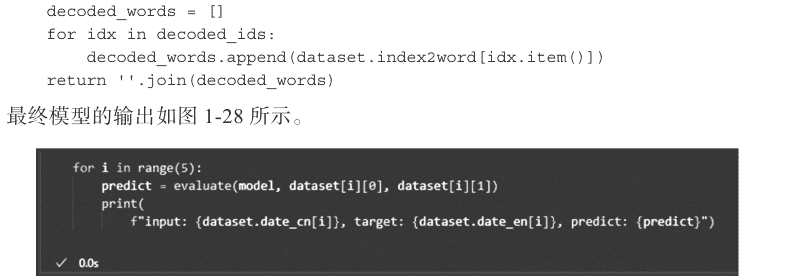 decoded_words = []
for idx in decoded_ids:
    decoded_words.append(dataset.index2word[idx.item()])
return ''.join(decoded_words)
最终模型的输出如图 1-28 所示。
for i in range(5):
    predict = evaluate(model, dataset[i][0], dataset[i][1])
    print(
        f"input: {dataset.date_cn[i]}, target: {dataset.date_en[i]}, predict: {predict}")
✓ 0.0s